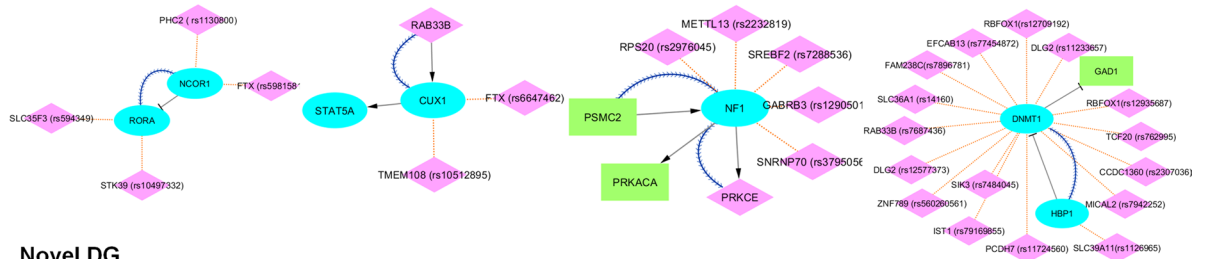 PHC2 ( rs1130800)
NCOR1
FTX (rs598158
SLC35F3 (rs594349)
RORA
STK39 (rs10497332)
RAB33B
STAT5A
CUX1
FTX (rs6647462)
TMEM108 (rs10512895)
METTL13 (rs2232819)
RPS20 (rs2976045)
SREBF2 (rs7288536)
NF1
GABRB3 (rs1290501
PSMC2
SNRNP70 (rs3795056
PRKACA
PRKCE
RBFOX1(rs12709192)
EFCAB13 (rs77454872)
DLG2 (rs11233657)
FAM238C(rs7896781)
GAD1
SLC36A1 (rs14160)
RBFOX1(rs12935687)
DNMT1
RAB33B (rs7687436)
TCF20 (rs762995)
DLG2 (rs12577373)
CCDC1360 (rs2307036)
SIK3 (rs7484045)
ZNF789 (rs560260561)
MICAL2 (rs7942252)
HBP1
IST1 (rs79169855)
PCDH7 (rs11724560)
SLC39A11(rs1126965)
Novel DG